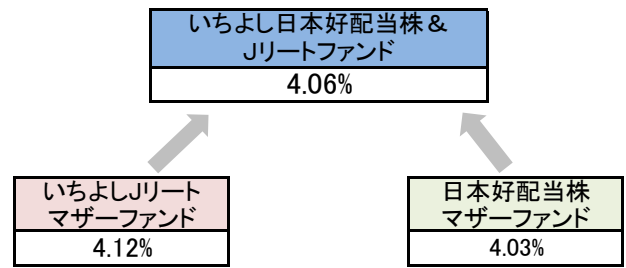 いちよし日本好配当株＆
Jリートファンド
4.06%
いちよしJリート
マザーファンド
4.12%
日本好配当株
マザーファンド
4.03%